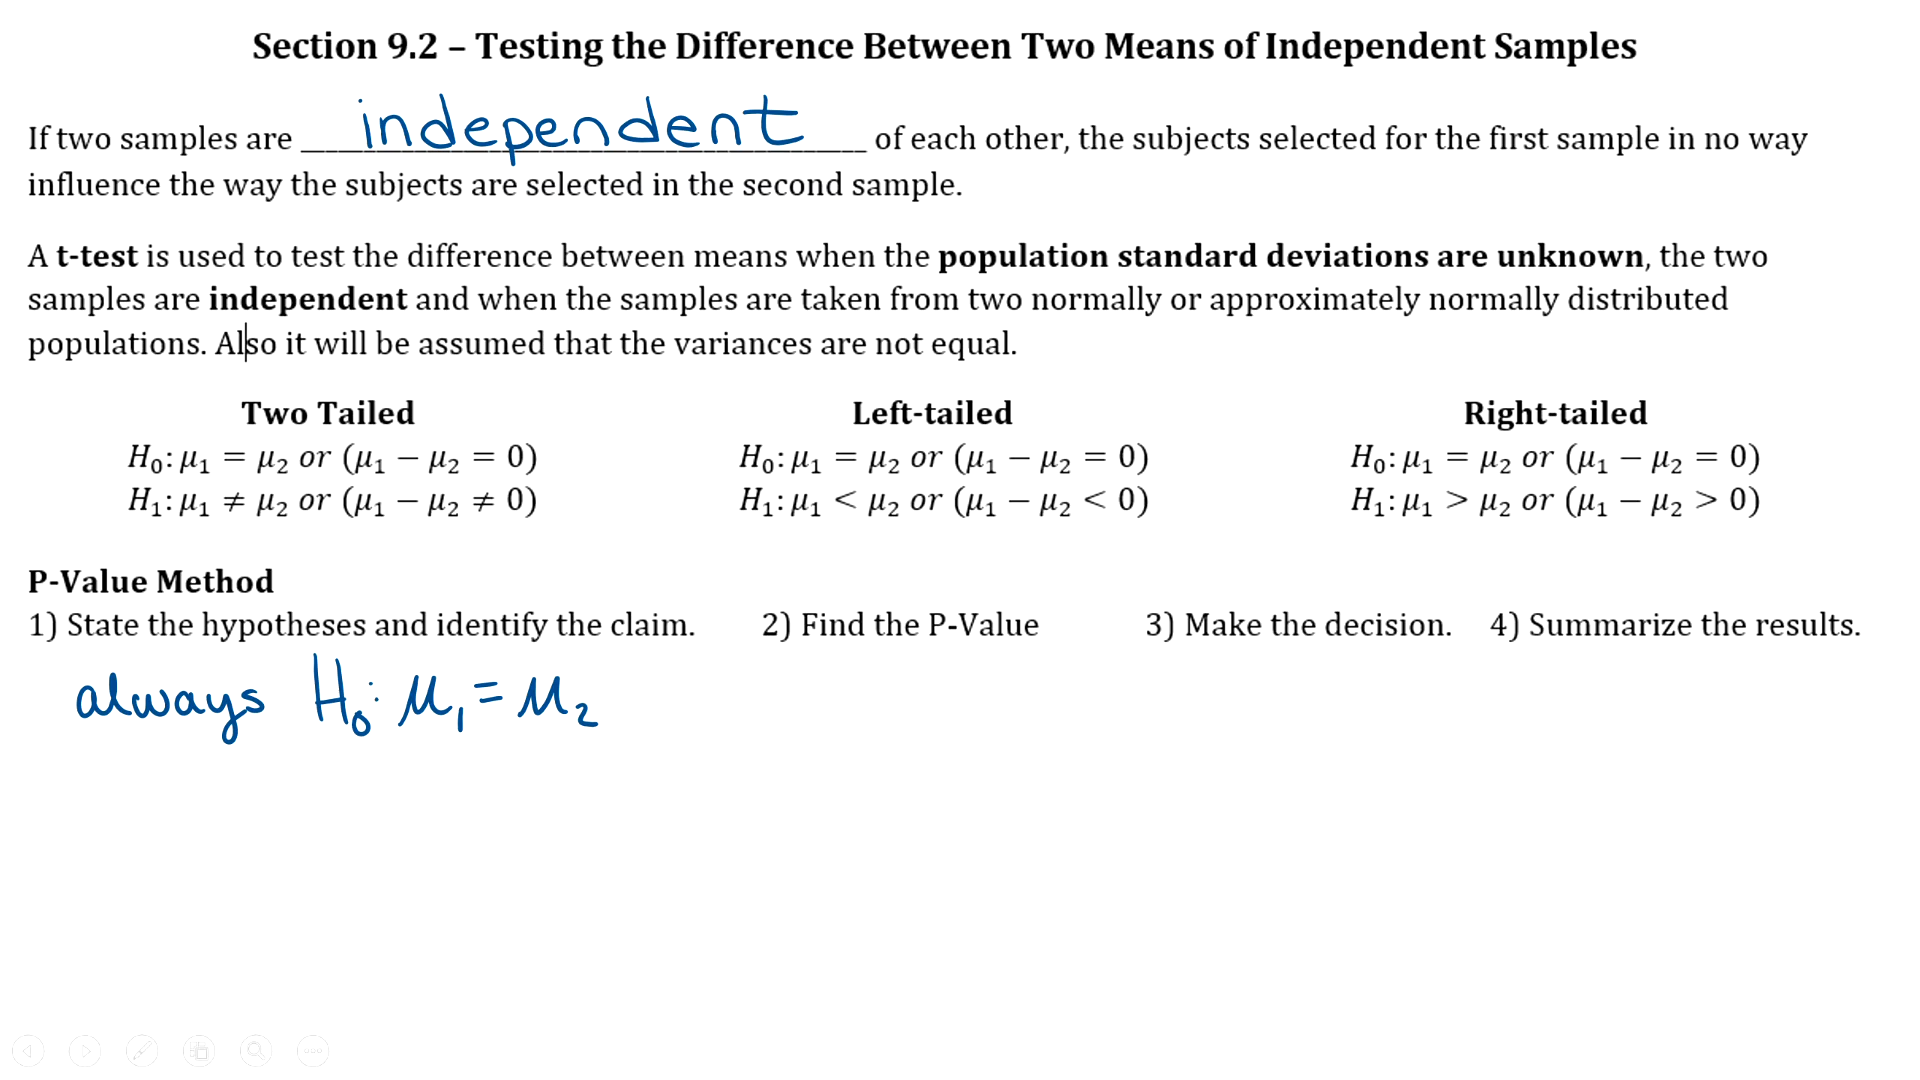 Section 9.2 – Testing the Difference Between Two Means of Independent Samples
If two samples are independent of each other, the subjects selected for the first sample in no way
influence the way the subjects are selected in the second sample.
A t-test is used to test the difference between means when the population standard deviations are unknown, the two
samples are independent and when the samples are taken from two normally or approximately normally distributed
populations. Also it will be assumed that the variances are not equal.
Two Tailed Left-tailed Right-tailed
H₀: μ₁ = μ₂ or (μ₁ − μ₂ = 0) H₀: μ₁ = μ₂ or (μ₁ − μ₂ = 0) H₀: μ₁ = μ₂ or (μ₁ − μ₂ = 0)
H₁: μ₁ ≠ μ₂ or (μ₁ − μ₂ ≠ 0) H₁: μ₁ < μ₂ or (μ₁ − μ₂ < 0) H₁: μ₁ > μ₂ or (μ₁ − μ₂ > 0)
P-Value Method
1) State the hypotheses and identify the claim. 2) Find the P-Value 3) Make the decision. 4) Summarize the results.
always H₀: μ₁ = μ₂